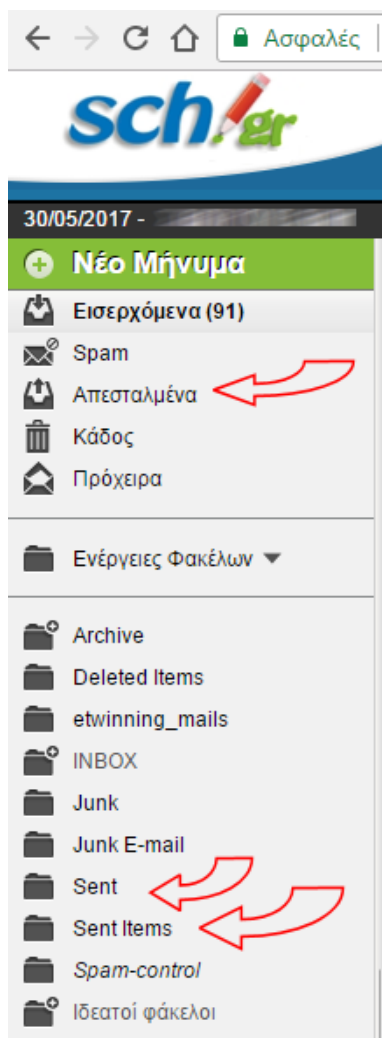 Ασφαλές
sch.gr
30/05/2017 -
Νέο Μήνυμα
Εισερχόμενα (91)
Spam
Απεσταλμένα
Κάδος
Πρόχειρα
Ενέργειες Φακέλων
Archive
Deleted Items
etwinning_mails
INBOX
Junk
Junk E-mail
Sent
Sent Items
Spam-control
Ιδεατοί φάκελοι